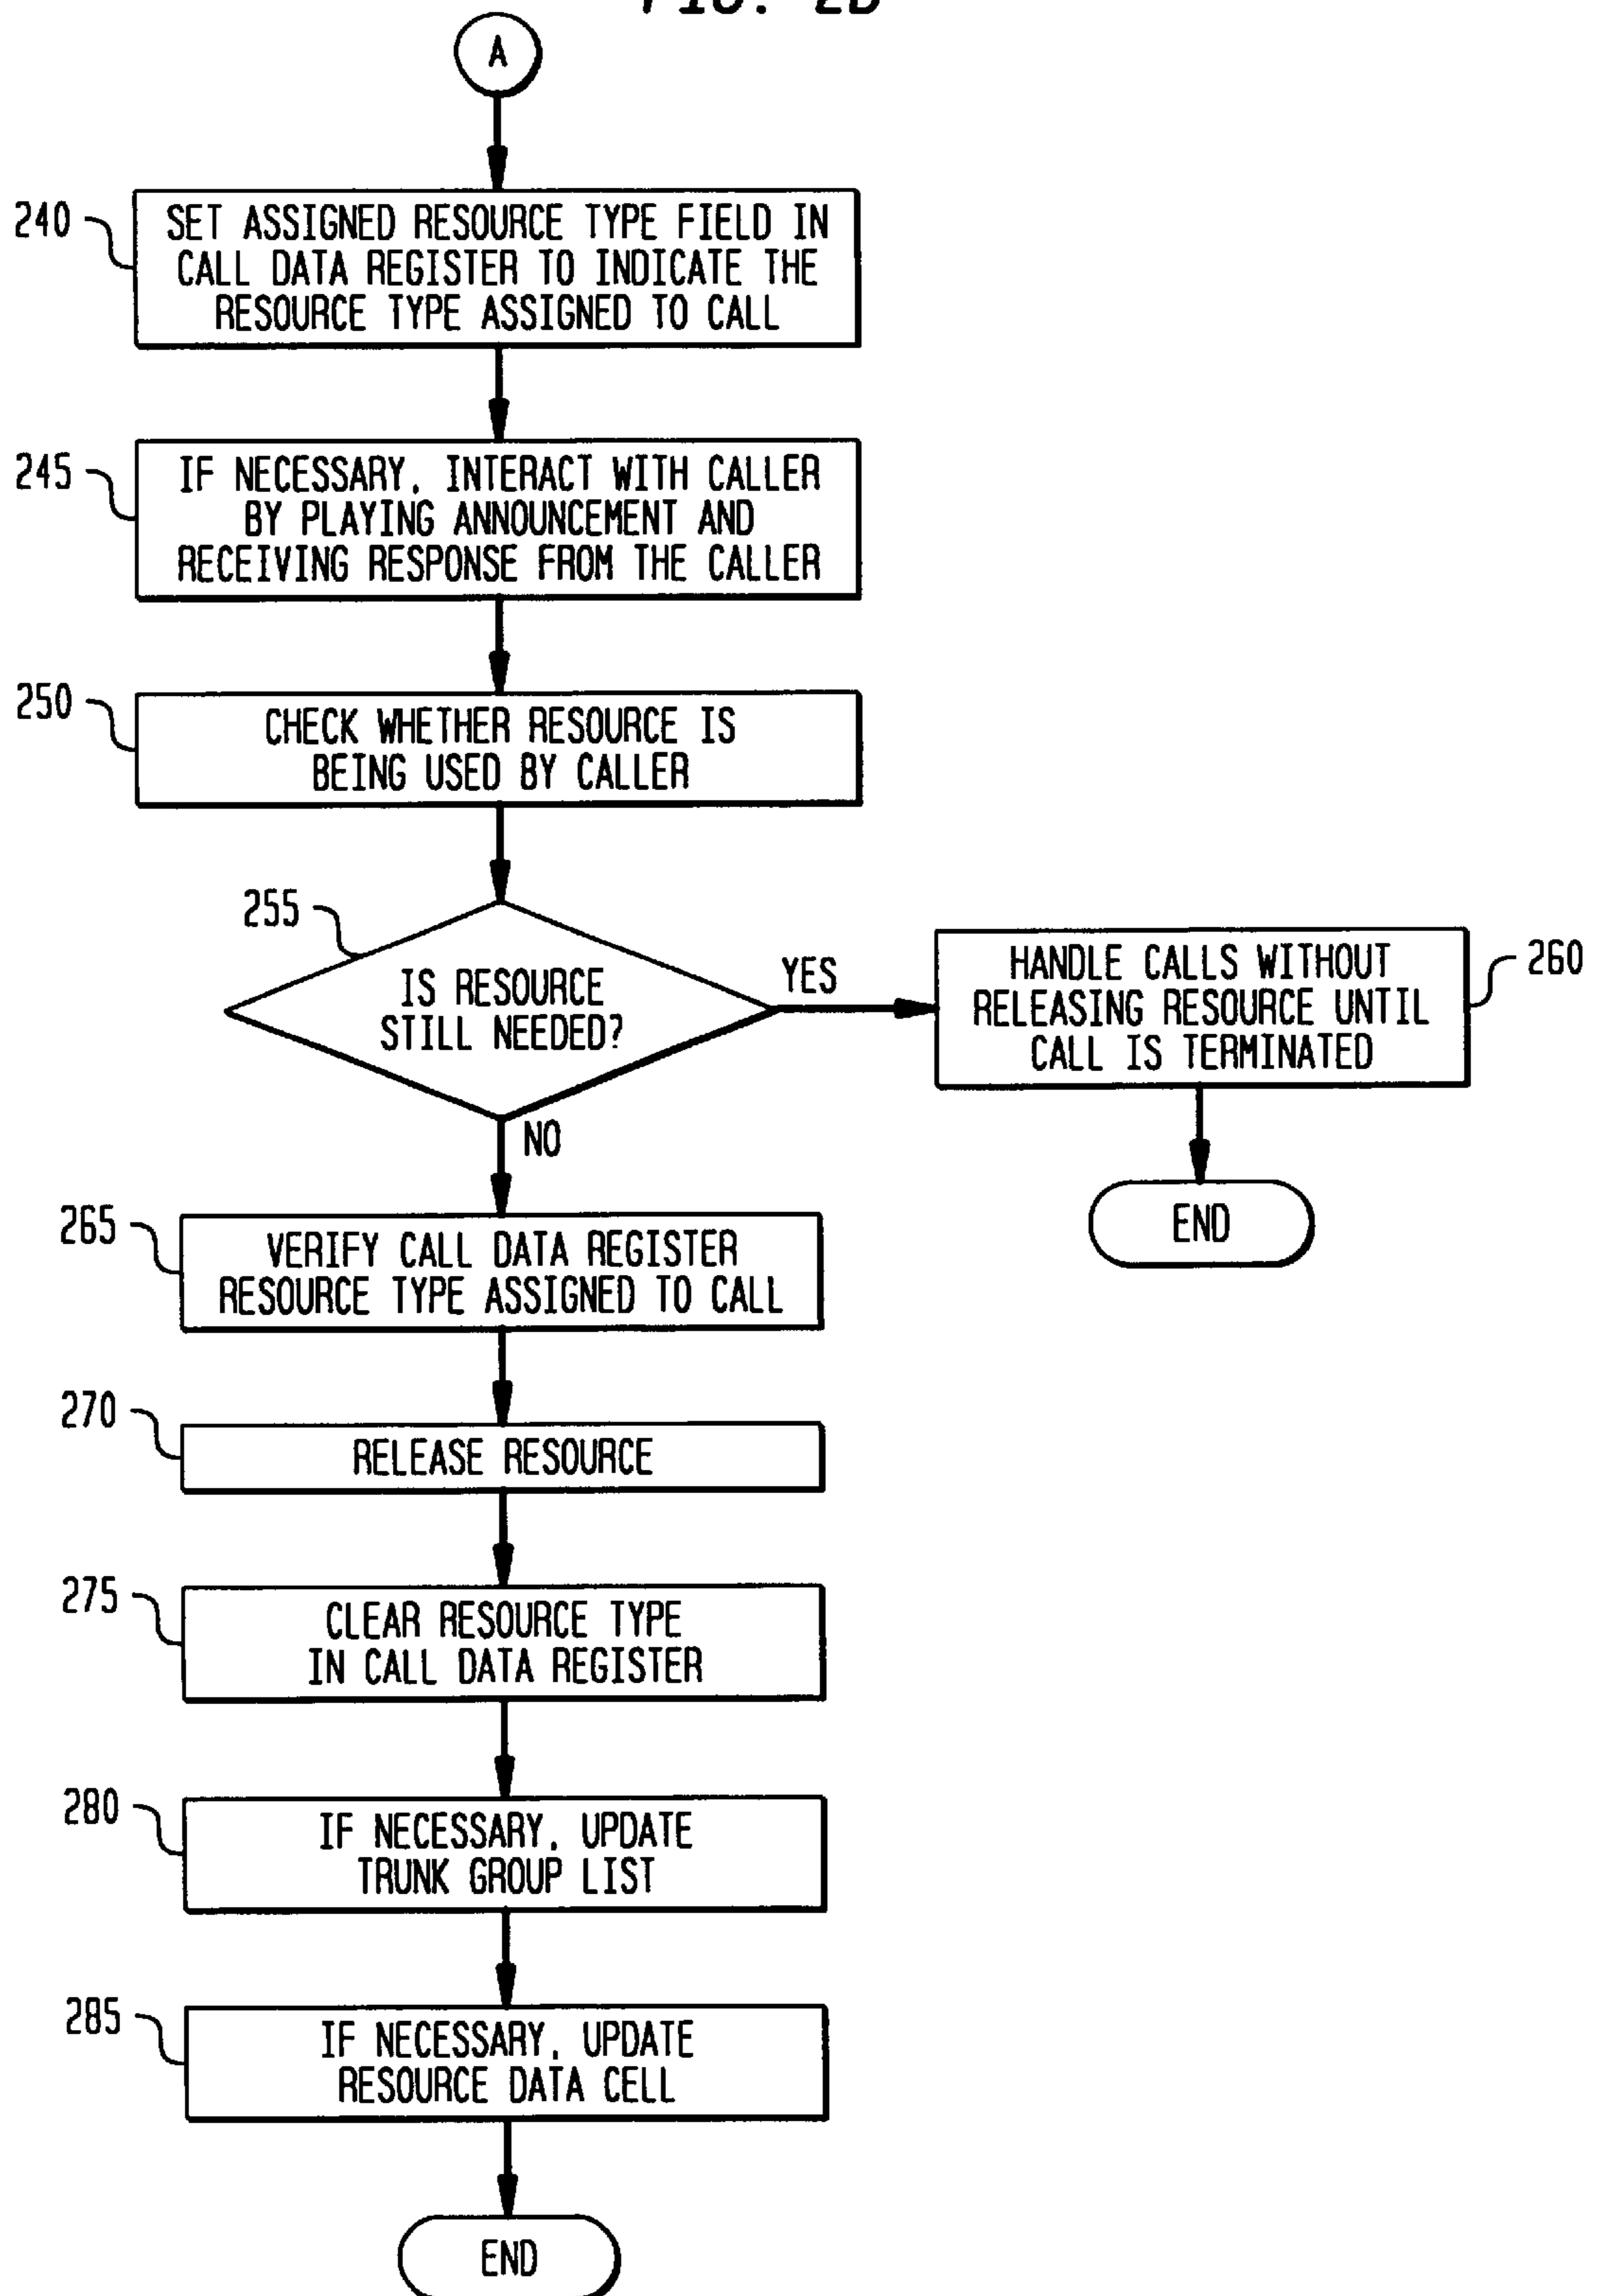 A
240
SET ASSIGNED RESOURCE TYPE FIELD IN
CALL DATA REGISTER TO INDICATE THE
RESOURCE TYPE ASSIGNED TO CALL
245
IF NECESSARY, INTERACT WITH CALLER
BY PLAYING ANNOUNCEMENT AND
RECEIVING RESPONSE FROM THE CALLER
250
CHECK WHETHER RESOURCE IS
BEING USED BY CALLER
255
IS RESOURCE
STILL NEEDED?
YES
HANDLE CALLS WITHOUT
RELEASING RESOURCE UNTIL
CALL IS TERMINATED
260
END
NO
265
VERIFY CALL DATA REGISTER
RESOURCE TYPE ASSIGNED TO CALL
270
RELEASE RESOURCE
275
CLEAR RESOURCE TYPE
IN CALL DATA REGISTER
280
IF NECESSARY, UPDATE
TRUNK GROUP LIST
285
IF NECESSARY, UPDATE
RESOURCE DATA CELL
END